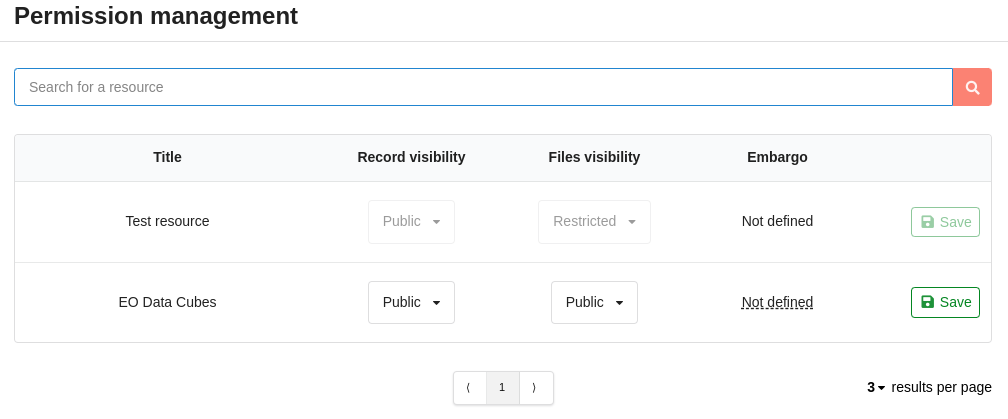 Permission management
Search for a resource
Title Record visibility Files visibility Embargo
Test resource Public Restricted Not defined Save
EO Data Cubes Public Public Not defined Save
⟨ 1 ⟩ 3 results per page